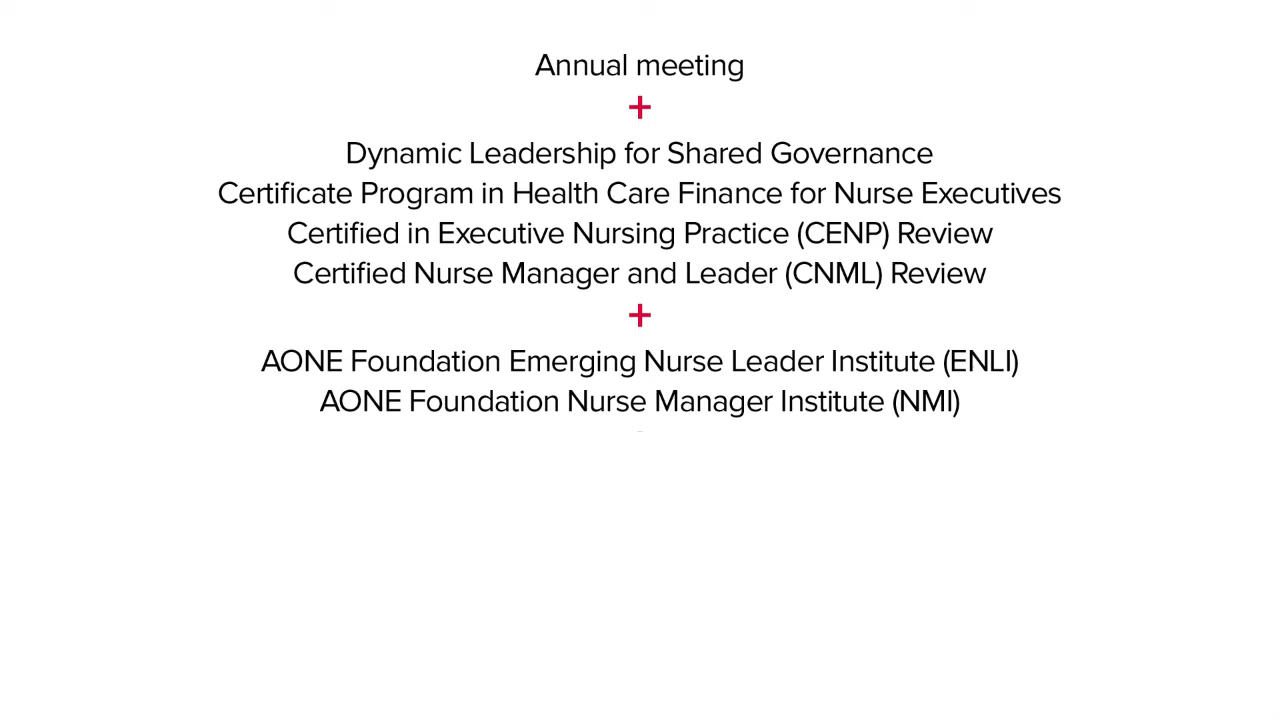 Annual meeting
+
Dynamic Leadership for Shared Governance
Certificate Program in Health Care Finance for Nurse Executives
Certified in Executive Nursing Practice (CENP) Review
Certified Nurse Manager and Leader (CNML) Review
+
AONE Foundation Emerging Nurse Leader Institute (ENLI)
AONE Foundation Nurse Manager Institute (NMI)